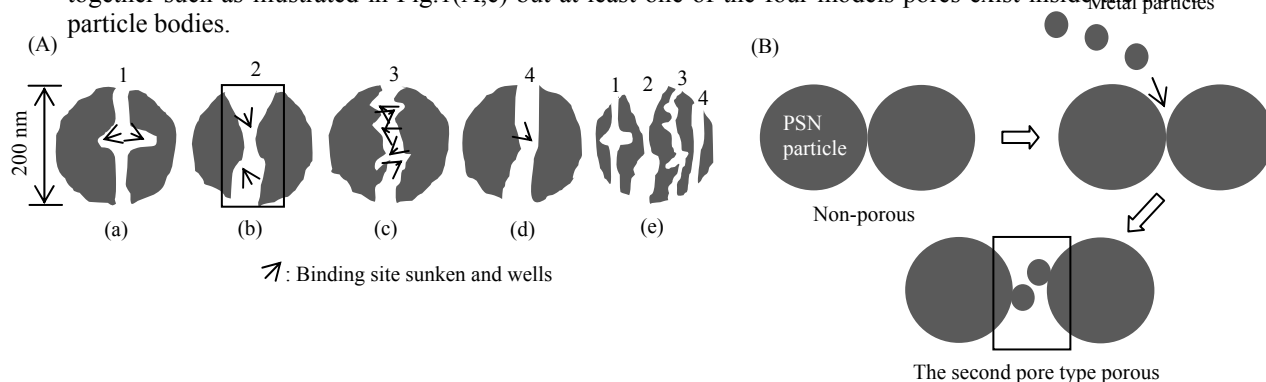 together such as illustrated in Fig.1(A,e) but at least one of the four models pores exist inside
particle bodies.
Metal particles
(A)
1
2
3
4
1
2
3
4
200 nm
(a)
(b)
(c)
(d)
(e)
: Binding site sunken and wells
(B)
PSN
particle
Non-porous
The second pore type porous